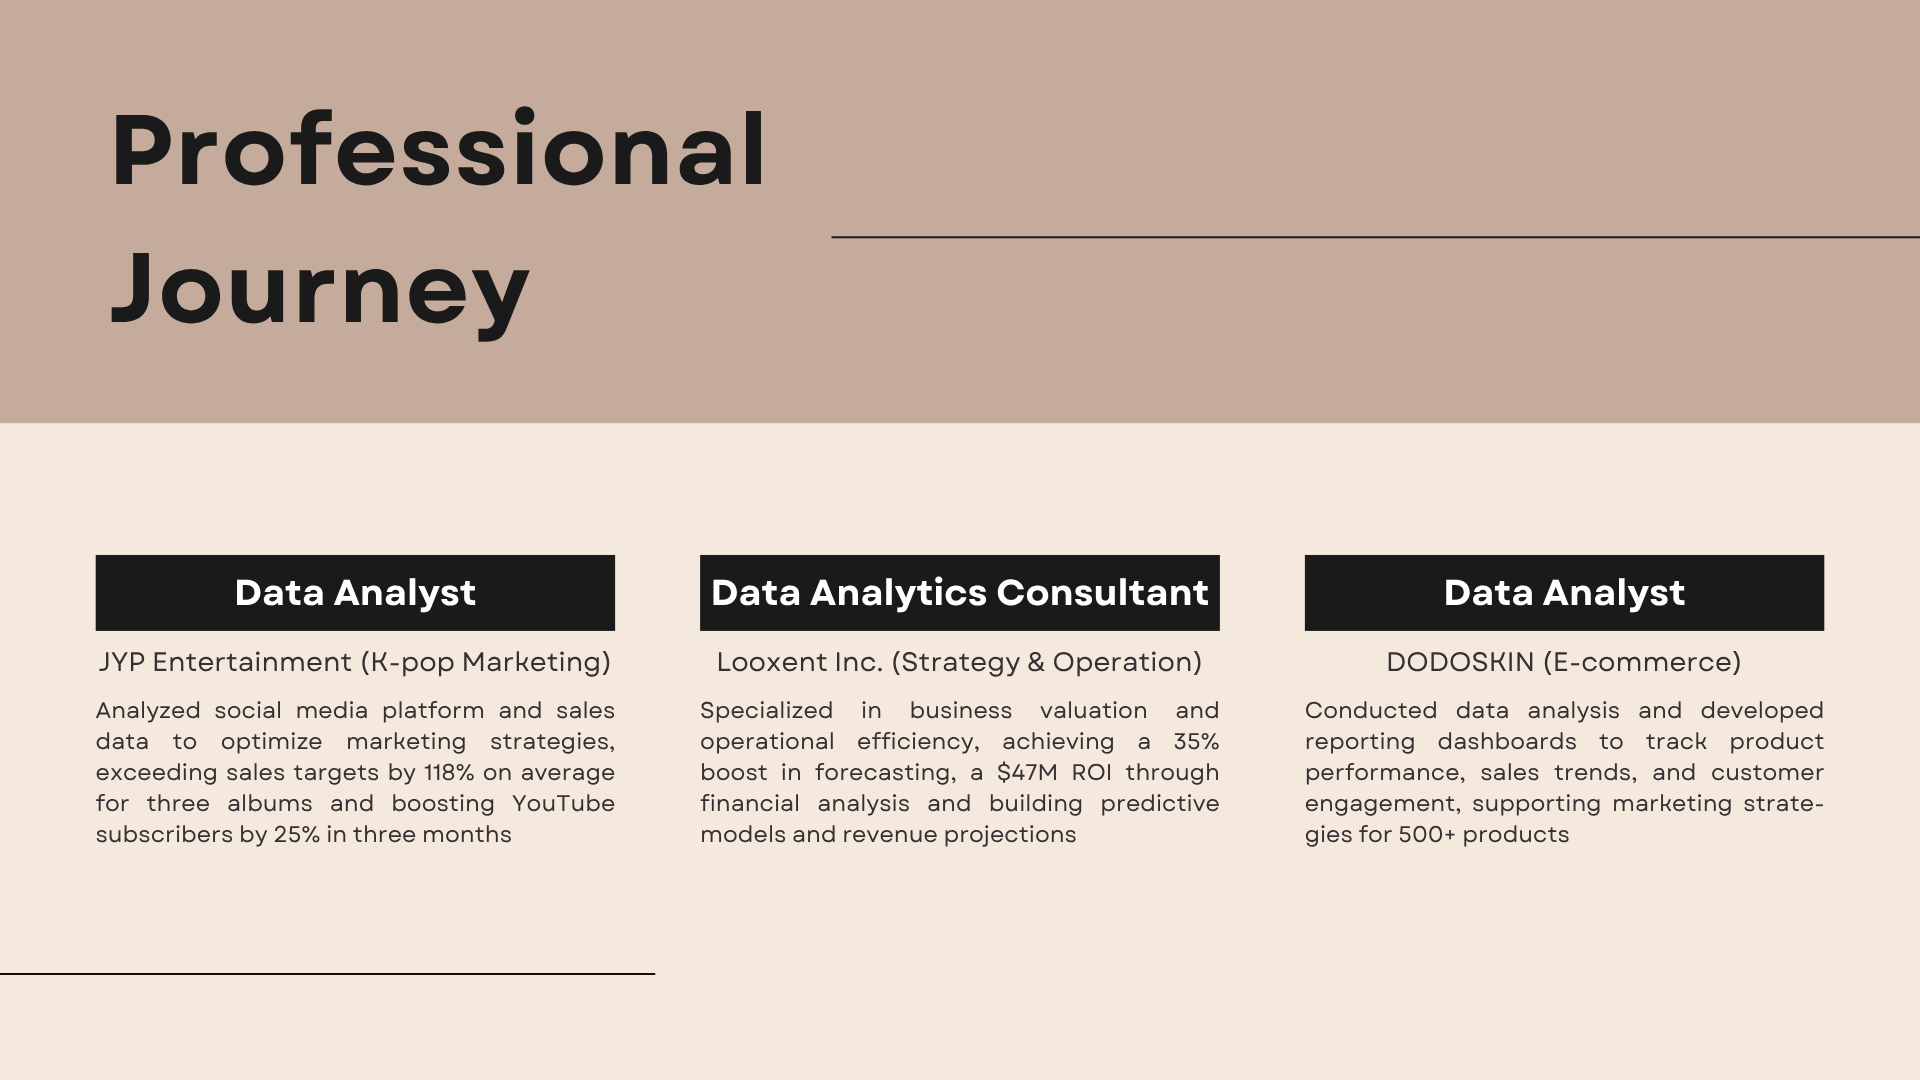 Professional
Journey
Data Analyst
JYP Entertainment (K-pop Marketing)
Analyzed social media platform and sales
data to optimize marketing strategies,
exceeding sales targets by 118% on average
for three albums and boosting YouTube
subscribers by 25% in three months
Data Analytics Consultant
Looxent Inc. (Strategy & Operation)
Specialized in business valuation and
operational efficiency, achieving a 35%
boost in forecasting, a $47M ROI through
financial analysis and building predictive
models and revenue projections
Data Analyst
DODOSKIN (E-commerce)
Conducted data analysis and developed
reporting dashboards to track product
performance, sales trends, and customer
engagement, supporting marketing strate-
gies for 500+ products